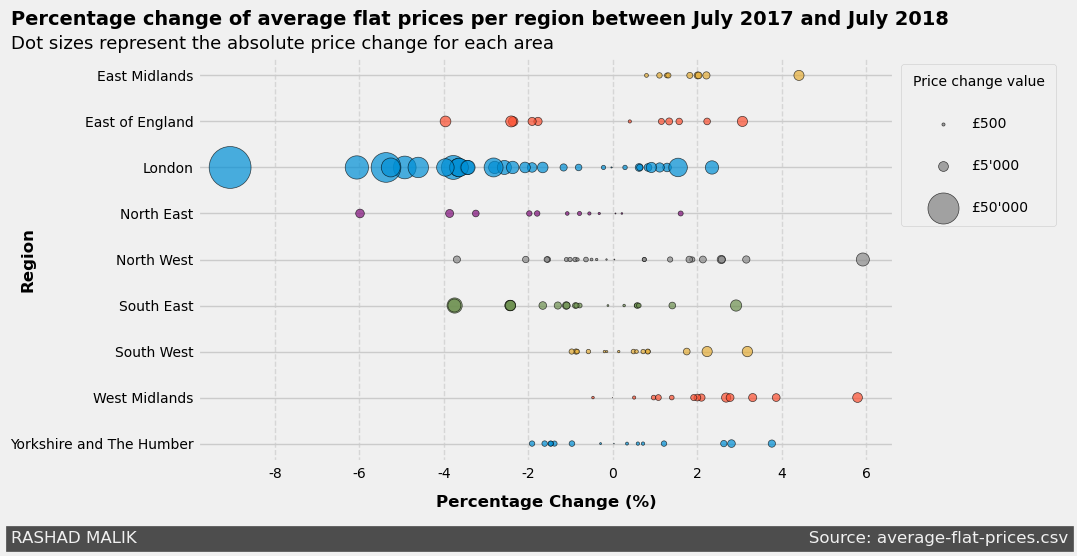 Percentage change of average flat prices per region between July 2017 and July 2018
Dot sizes represent the absolute price change for each area
East Midlands
East of England
London
North East
North West
South East
South West
West Midlands
Yorkshire and The Humber
Region
-8 -6 -4 -2 0 2 4 6
Percentage Change (%)
Price change value
£500
£5'000
£50'000
RASHAD MALIK
Source: average-flat-prices.csv